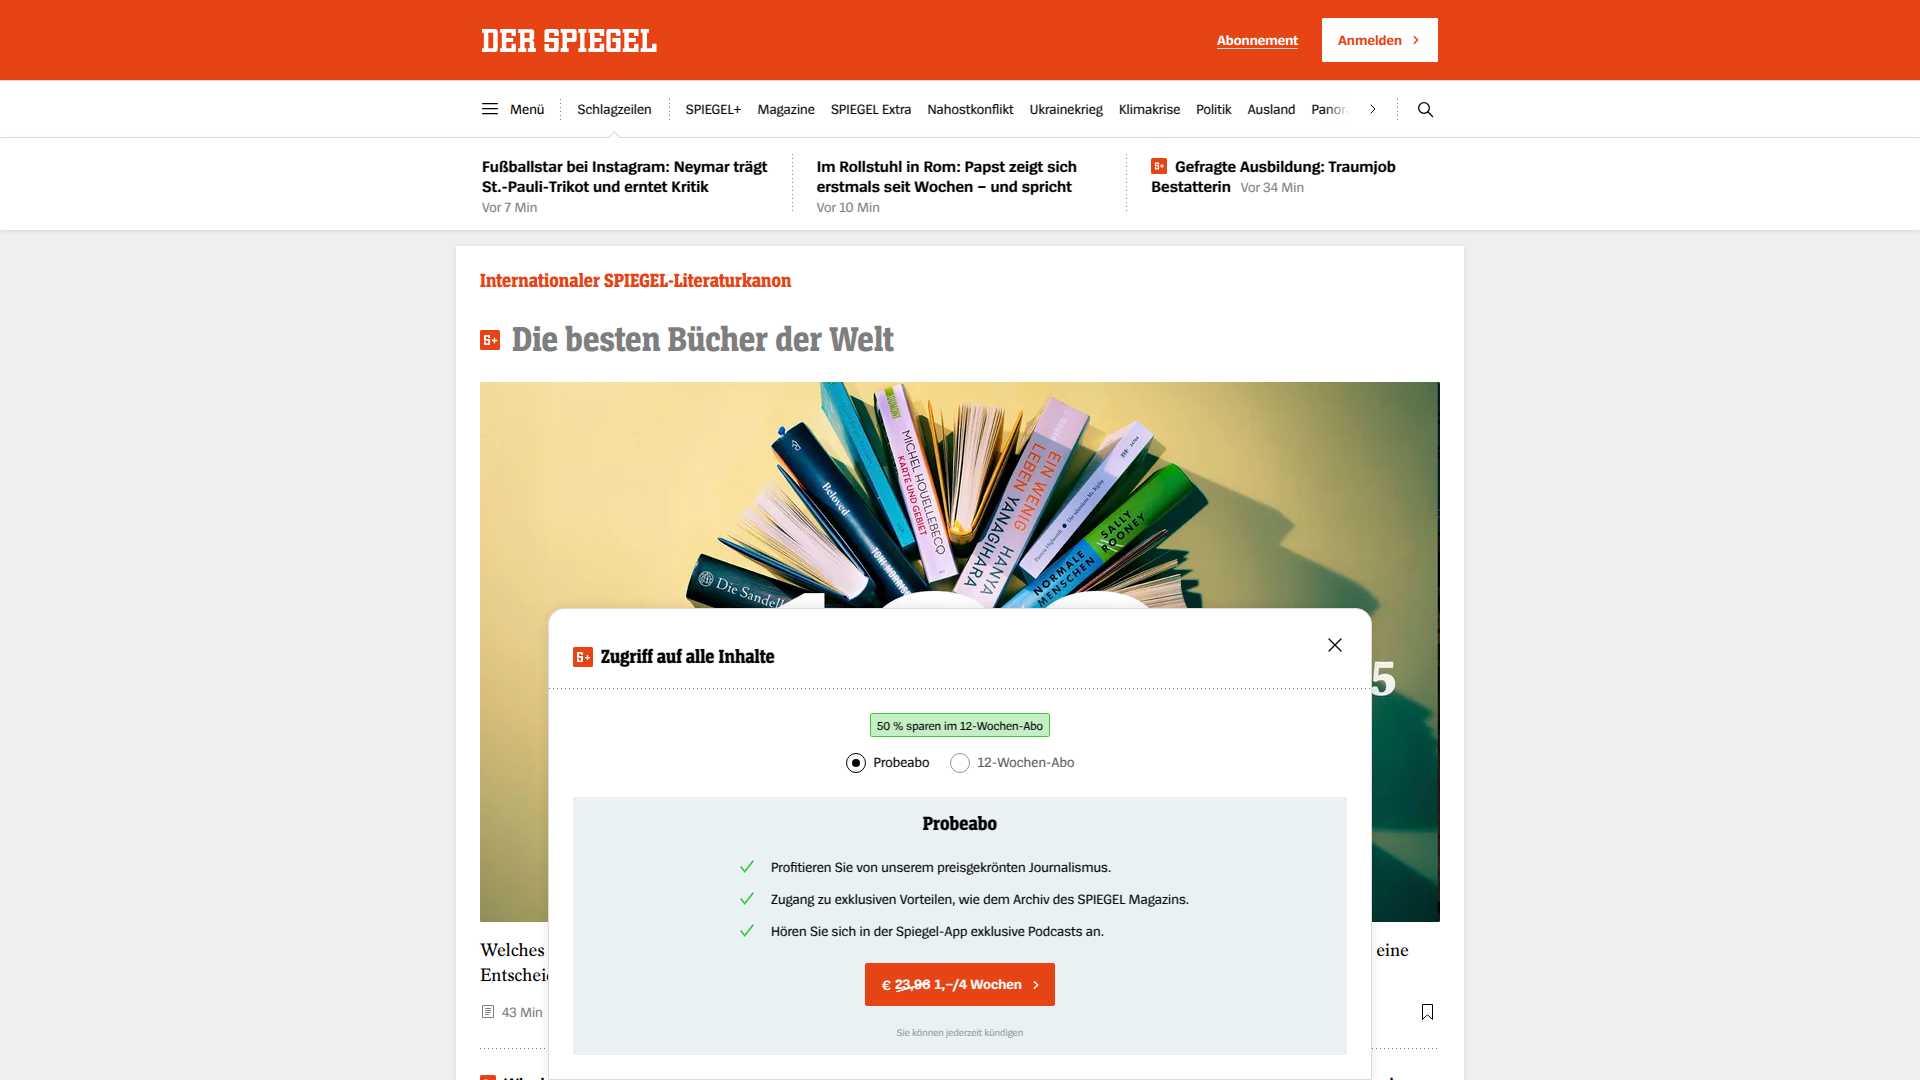 DER SPIEGEL
Abonnement
Anmelden
Menü
Schlagzeilen
SPIEGEL+
Magazine
SPIEGEL Extra
Nahostkonflikt
Ukrainekrieg
Klimakrise
Politik
Ausland
Fußballstar bei Instagram: Neymar trägt
St.-Pauli-Trikot und erntet Kritik
Vor 7 Min
Im Rollstuhl in Rom: Papst zeigt sich
erstmals seit Wochen – und spricht
Vor 10 Min
S+ Gefragte Ausbildung: Traumjob
Bestatterin Vor 34 Min
Internationaler SPIEGEL-Literaturkanon
S+ Die besten Bücher der Welt
Die
Beloved
MICHEL HOUELLEBECQ
KARTE UND GEBIET
EIN WENIG
LEBEN
HANYA
YANAGIHARA
NORMALE
MENSCHEN
SALLY
ROONEY
5
S+ Zugriff auf alle Inhalte
50 % sparen im 12-Wochen-Abo
Probeabo
12-Wochen-Abo
Probeabo
Profitieren Sie von unserem preisgekrönten Journalismus.
Zugang zu exklusiven Vorteilen, wie dem Archiv des SPIEGEL Magazins.
Hören Sie sich in der Spiegel-App exklusive Podcasts an.
€ 23,96 1,–/4 Wochen
Sie können jederzeit kündigen
Welches
eine
43 Min